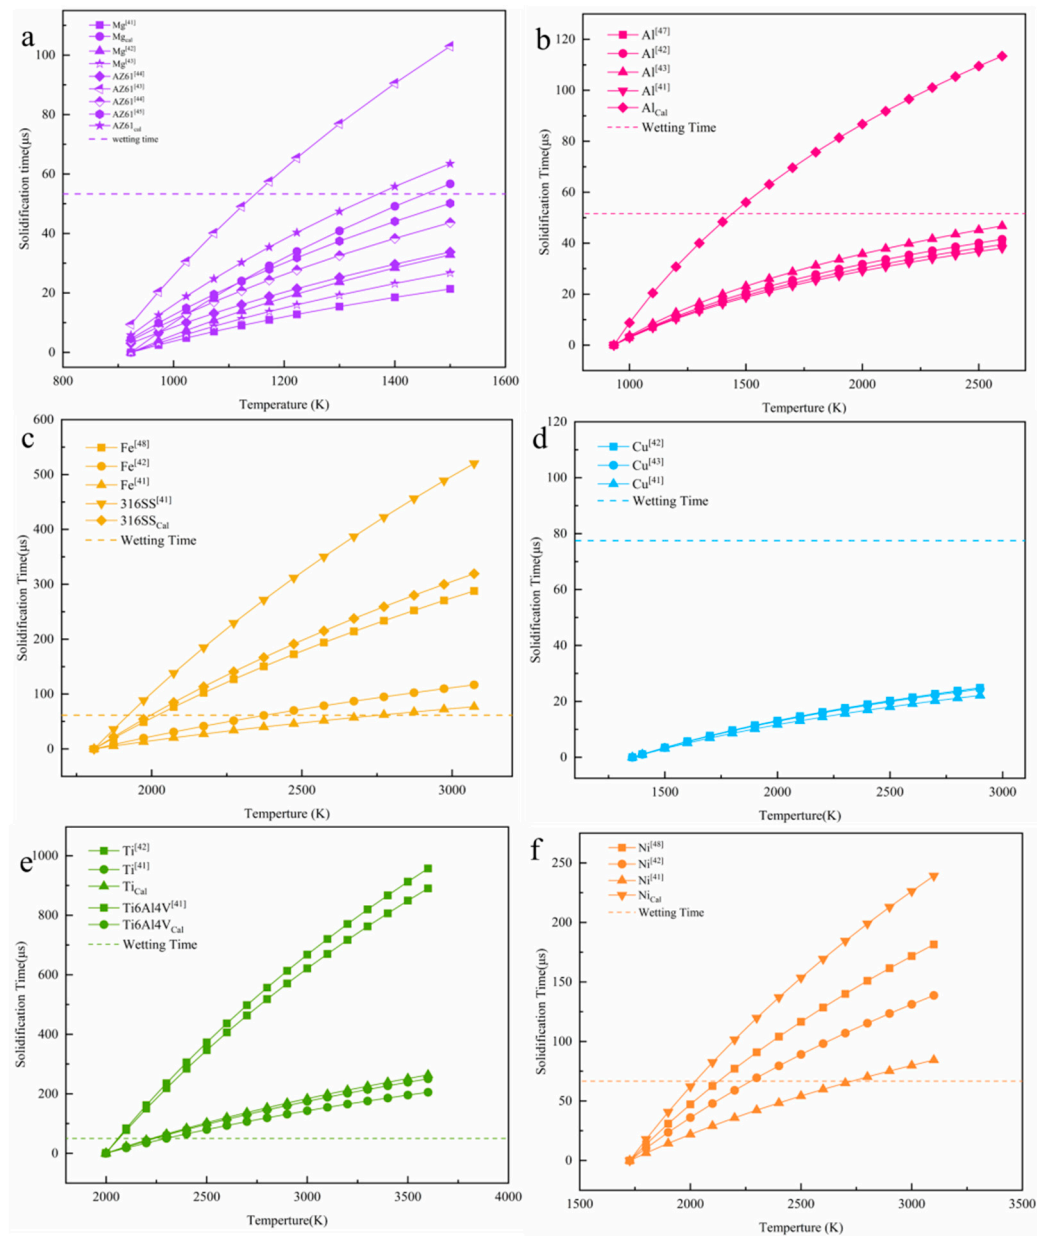 a
Mg[41]
Mgcal
Mg[42]
Mg[43]
AZ61[44]
AZ61[43]
AZ61[44]
AZ61[45]
AZ61cal
wetting time
100
80
60
40
20
0
800
1000
1200
1400
1600
Solidification time(μs)
Temperature (K)
b
Al[47]
Al[42]
Al[43]
Al[41]
AlCal
Wetting Time
120
100
80
60
40
20
0
1000
1500
2000
2500
Solidification Time(μs)
Temperture (K)
c
Fe[48]
Fe[42]
Fe[41]
316SS[41]
316SSCal
Wetting Time
600
500
400
300
200
100
0
2000
2500
3000
Solidification Time(μs)
Temperture (K)
d
Cu[42]
Cu[43]
Cu[41]
Wetting Time
120
100
80
60
40
20
0
1500
2000
2500
3000
Solidification Time(μs)
Temperture (K)
e
Ti[42]
Ti[41]
TiCal
Ti6Al4V[41]
Ti6Al4VCal
Wetting Time
1000
800
600
400
200
0
2000
2500
3000
3500
4000
Solidification Time(μs)
Temperture(K)
f
Ni[48]
Ni[42]
Ni[41]
NiCal
Wetting Time
250
200
150
100
50
0
1500
2000
2500
3000
3500
Solidification Time(μs)
Temperture (K)